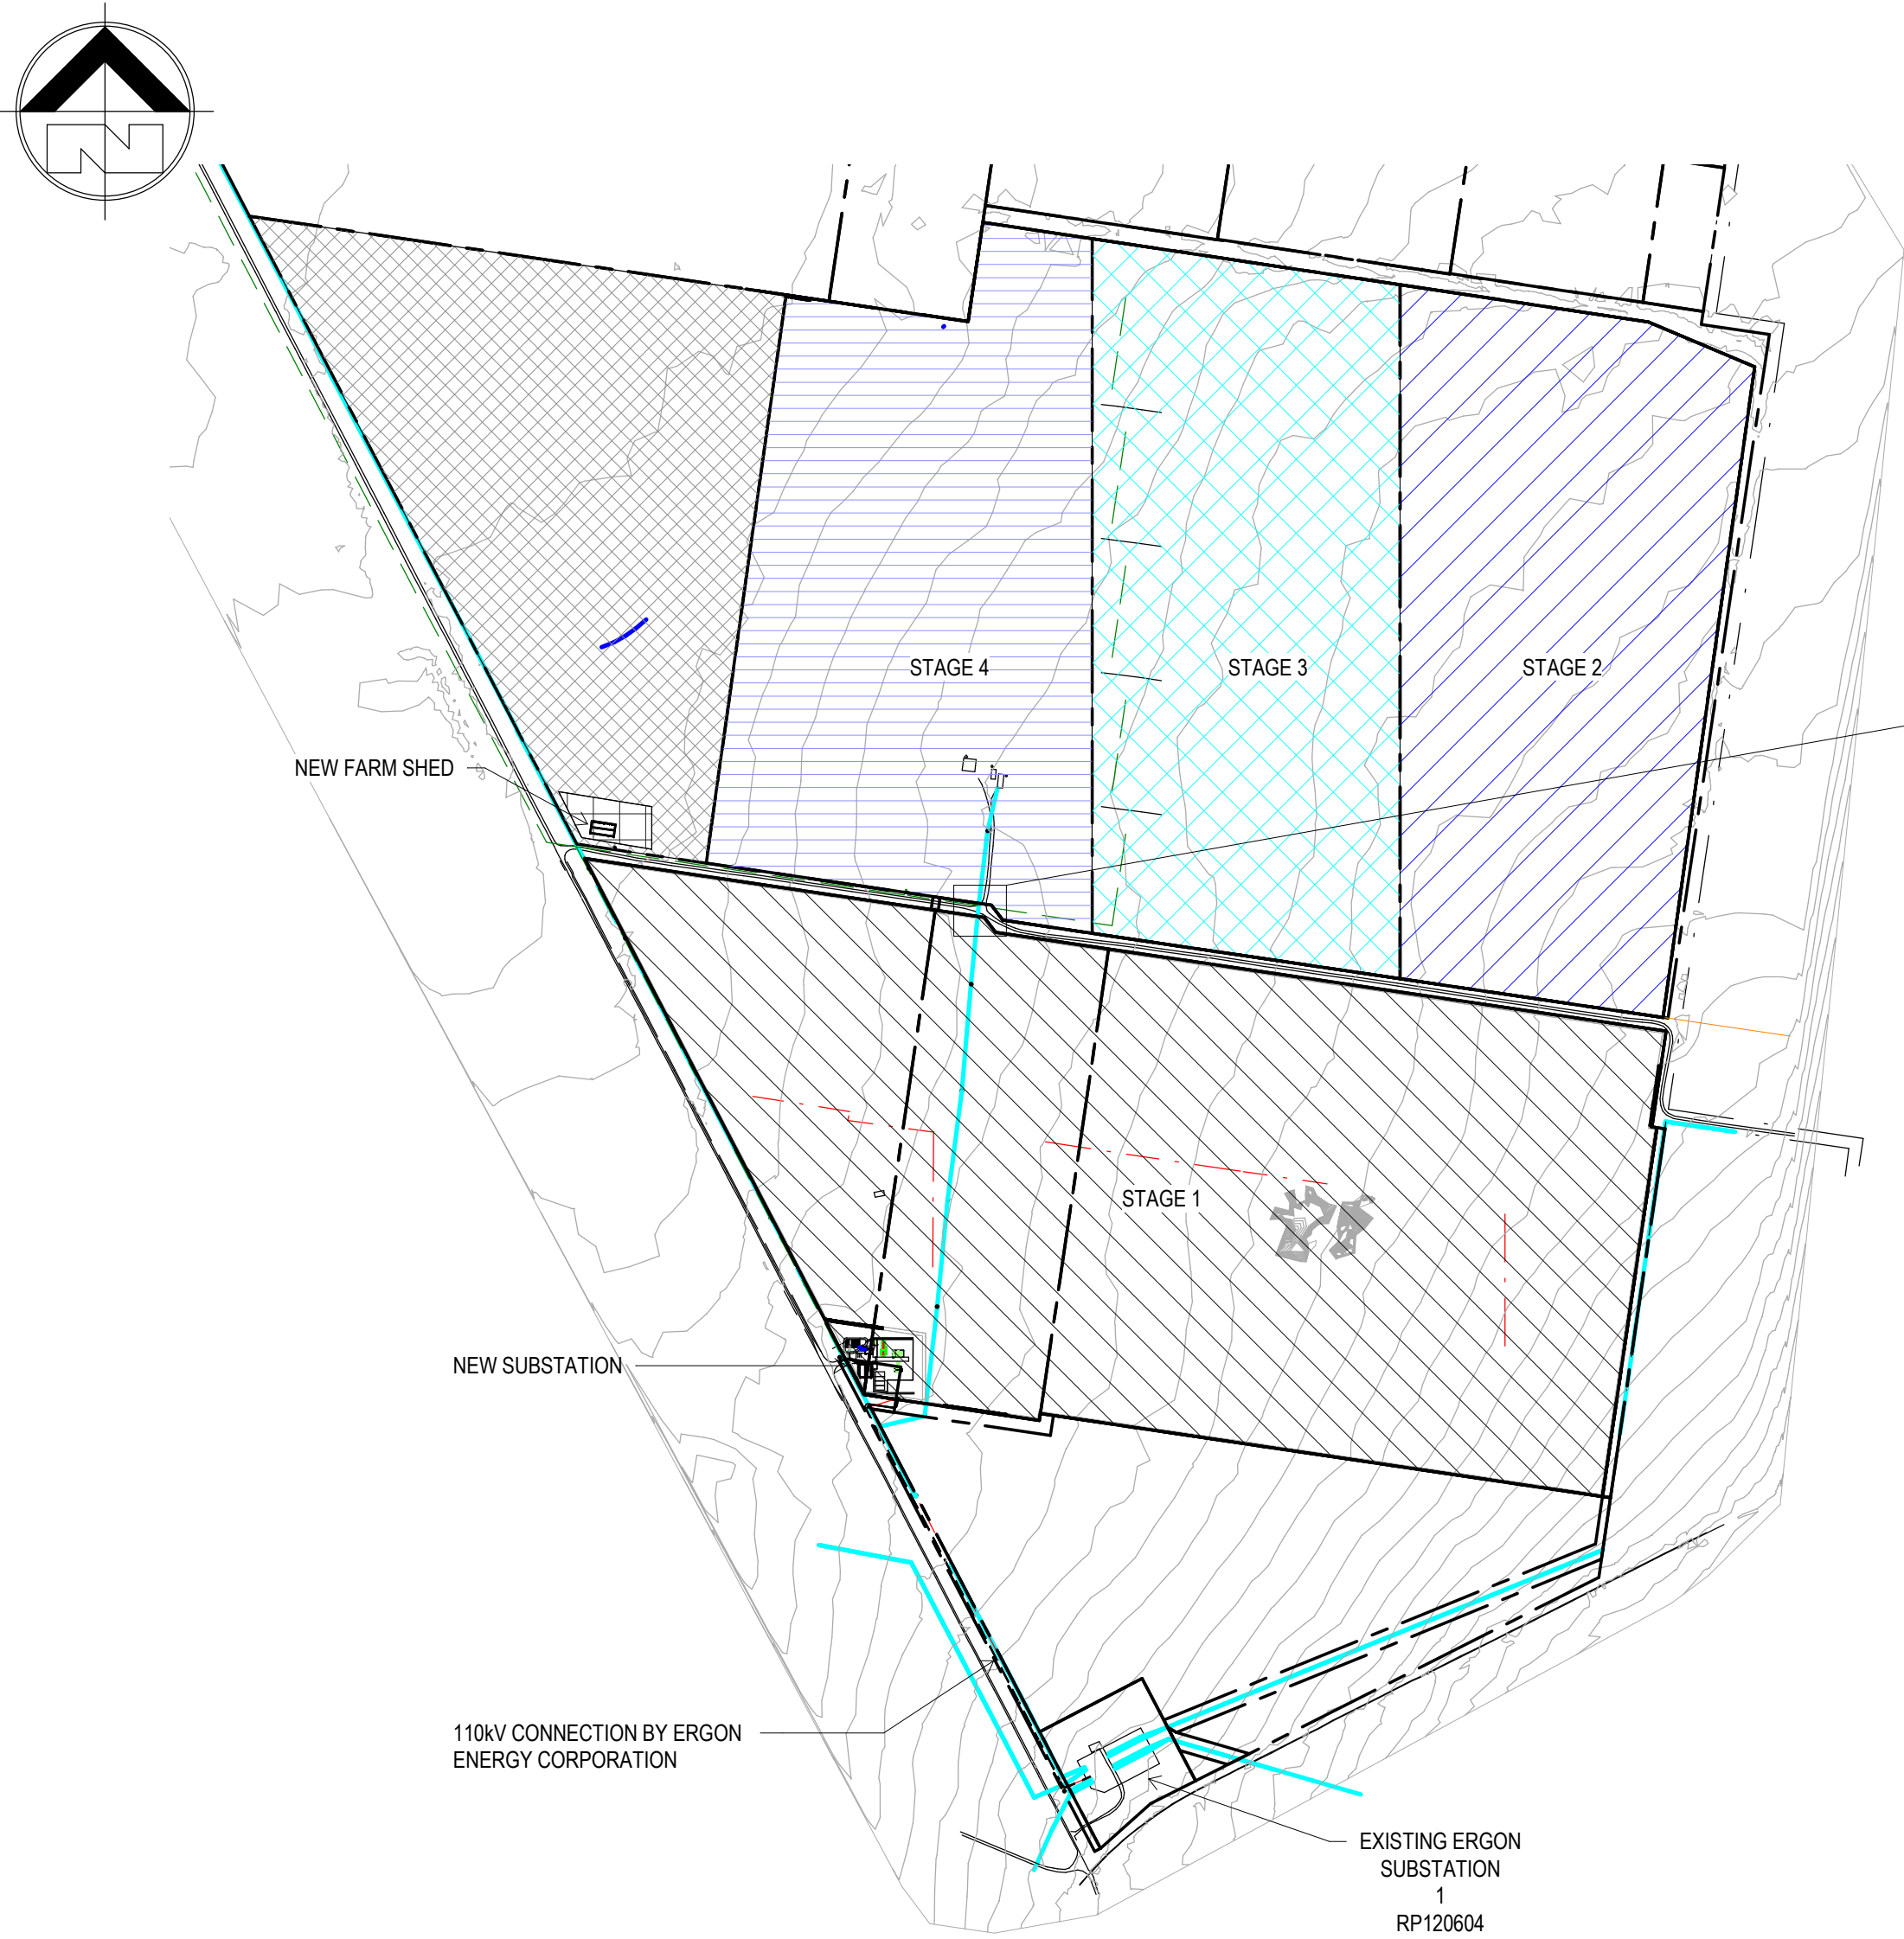 N
STAGE 4
STAGE 3
STAGE 2
NEW FARM SHED
STAGE 1
NEW SUBSTATION
110kV CONNECTION BY ERGON
ENERGY CORPORATION
EXISTING ERGON
SUBSTATION
1
RP120604